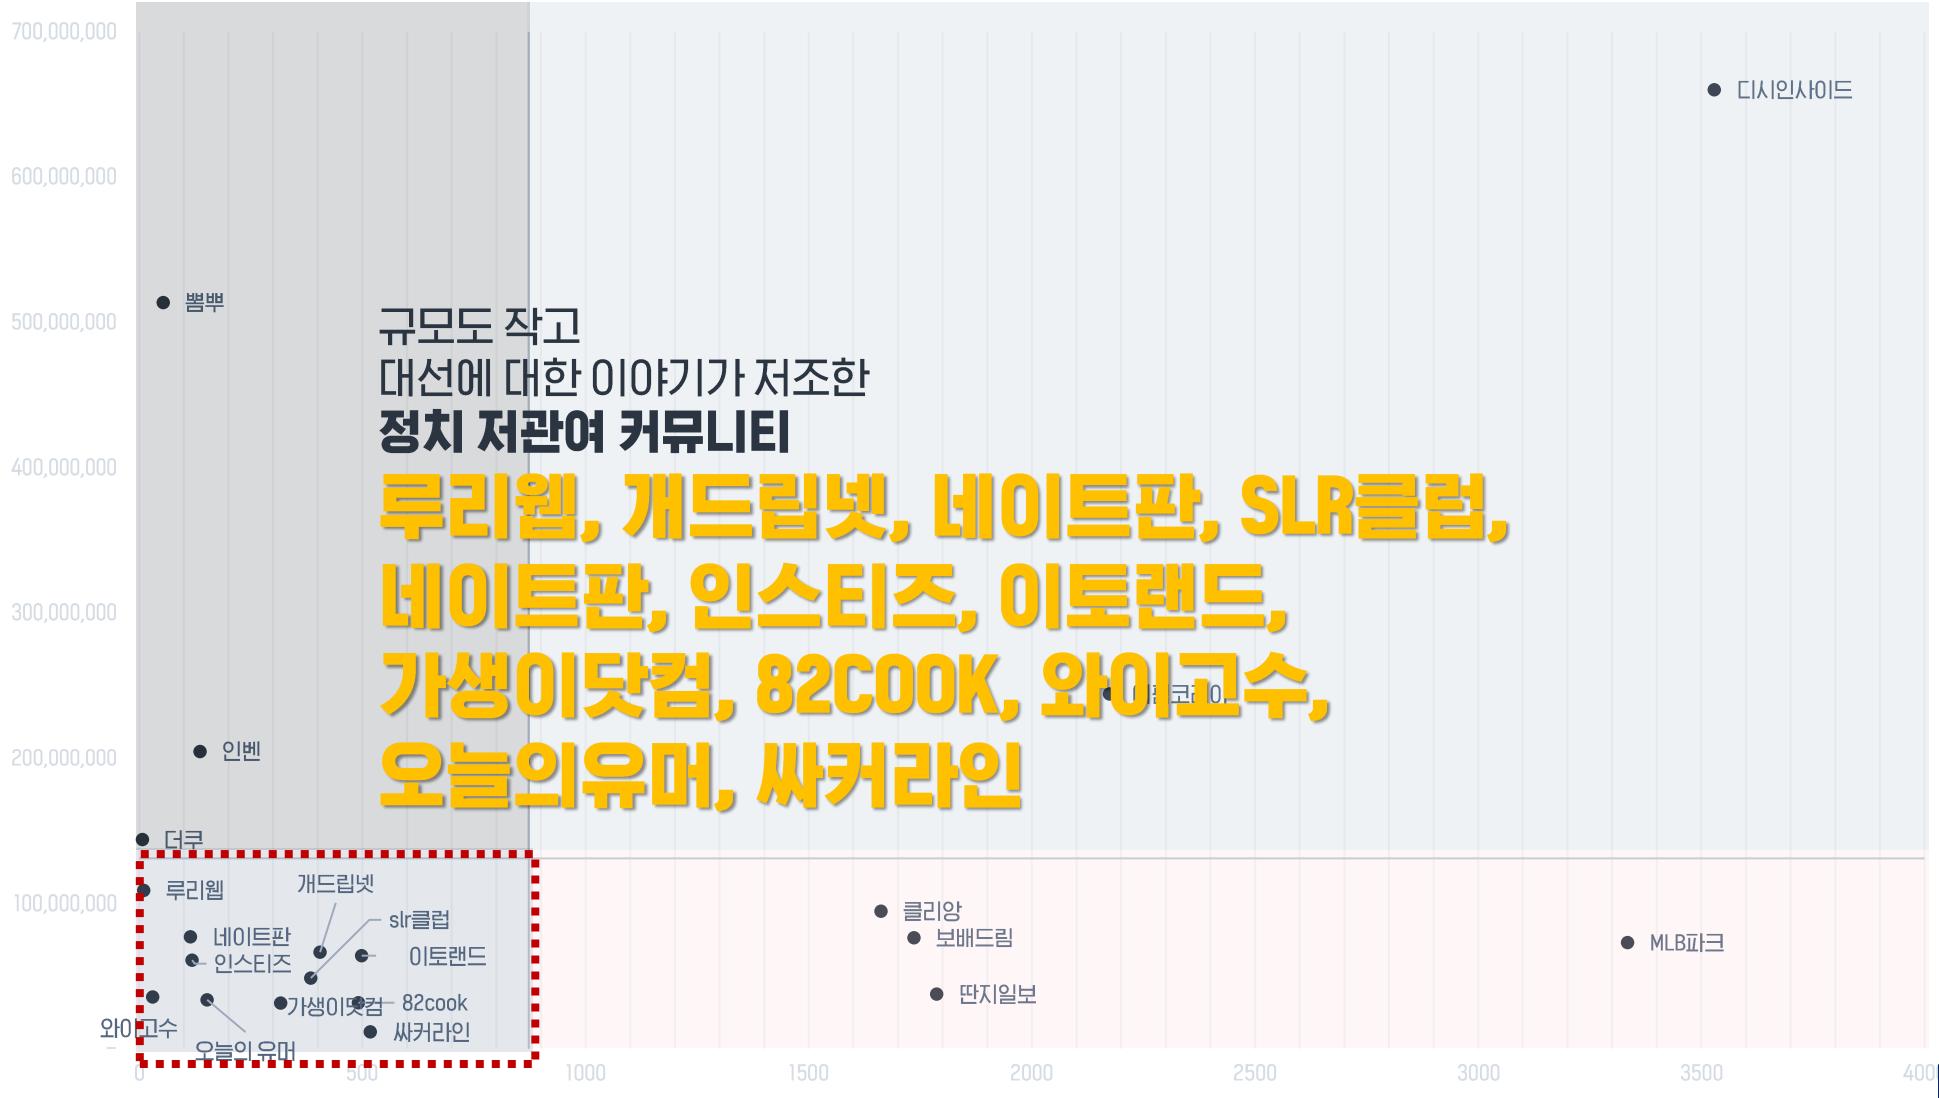 700,000,000
디시인사이드
600,000,000
뽐뿌
500,000,000
규모도 작고
대선에 대한 이야기가 저조한
정치 저관여 커뮤니티
400,000,000
루리웹, 개드립넷, 네이트판, SLR클럽,
네이트판, 인스티즈, 이토랜드,
가생이닷컴, 82COOK, 와이고수,
오늘의유머, 싸커라인
300,000,000
200,000,000
인벤
더쿠
루리웹
개드립넷
100,000,000
slr클럽
클리앙
네이트판
보배드림
MLB파크
이토랜드
인스티즈
딴지일보
가생이닷컴
82cook
와이고수
싸커라인
오늘의 유머
0
500
1000
1500
2000
2500
3000
3500